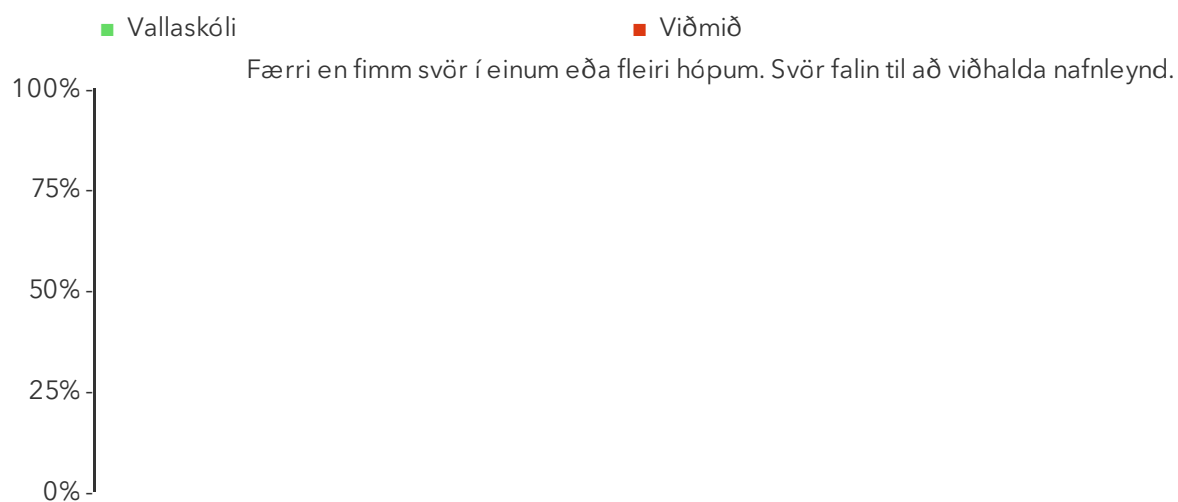 Vallaskóli Viðmið
Færri en fimm svör í einum eða fleiri hópum. Svör falin til að viðhalda nafnleynd.
100%
75%
50%
25%
0%